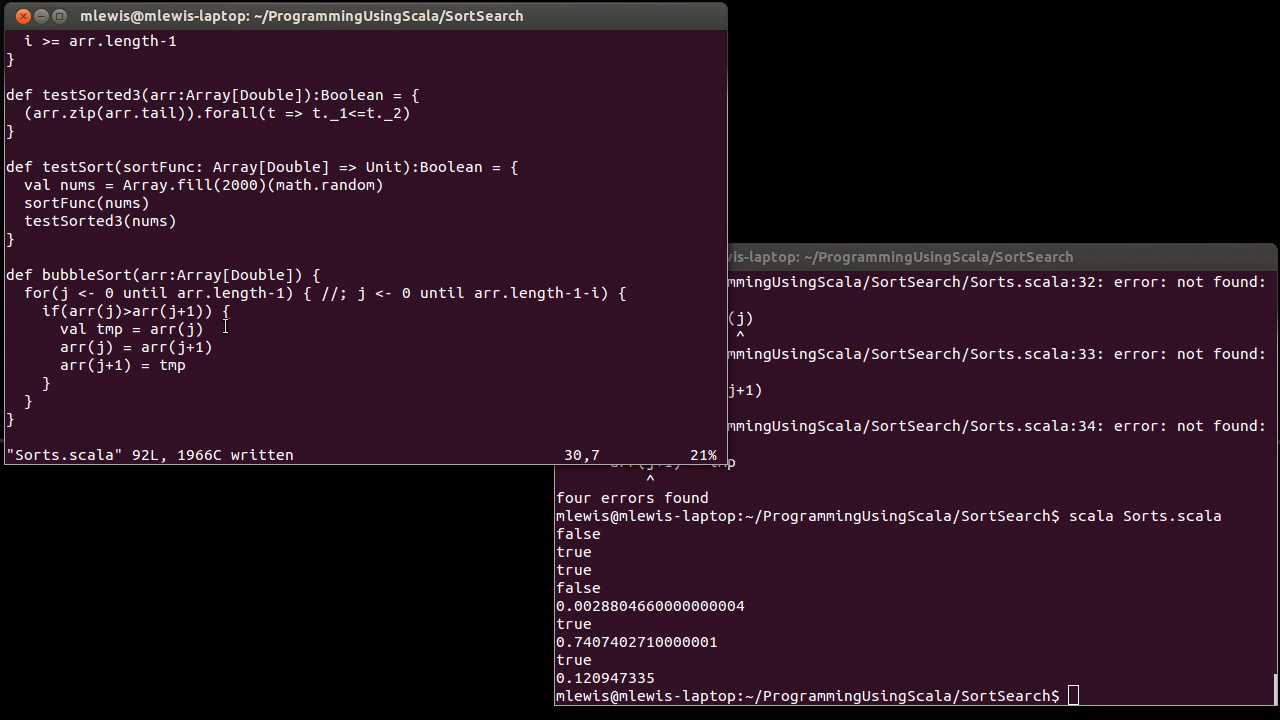 mlewis@mlewis-laptop: ~/ProgrammingUsingScala/SortSearch
  i >= arr.length-1
}
def testSorted3(arr:Array[Double]):Boolean = {
  (arr.zip(arr.tail)).forall(t => t._1<=t._2)
}
def testSort(sortFunc: Array[Double] => Unit):Boolean = {
  val nums = Array.fill(2000)(math.random)
  sortFunc(nums)
  testSorted3(nums)
}
def bubbleSort(arr:Array[Double]) {
  for(j <- 0 until arr.length-1) { //; j <- 0 until arr.length-1-i) {
    if(arr(j)>arr(j+1)) {
      val tmp = arr(j)
      arr(j) = arr(j+1)
      arr(j+1) = tmp
    }
  }
}
"Sorts.scala" 92L, 1966C written 30,7 21%
wis-laptop: ~/ProgrammingUsingScala/SortSearch
mmingUsingScala/SortSearch/Sorts.scala:32: error: not found:
(j)
^
mmingUsingScala/SortSearch/Sorts.scala:33: error: not found:
j+1)
^
mmingUsingScala/SortSearch/Sorts.scala:34: error: not found:
arr(j+1) = tmp
^
four errors found
mlewis@mlewis-laptop:~/ProgrammingUsingScala/SortSearch$ scala Sorts.scala
false
true
true
false
0.0028804660000000004
true
0.7407402710000001
true
0.120947335
mlewis@mlewis-laptop:~/ProgrammingUsingScala/SortSearch$